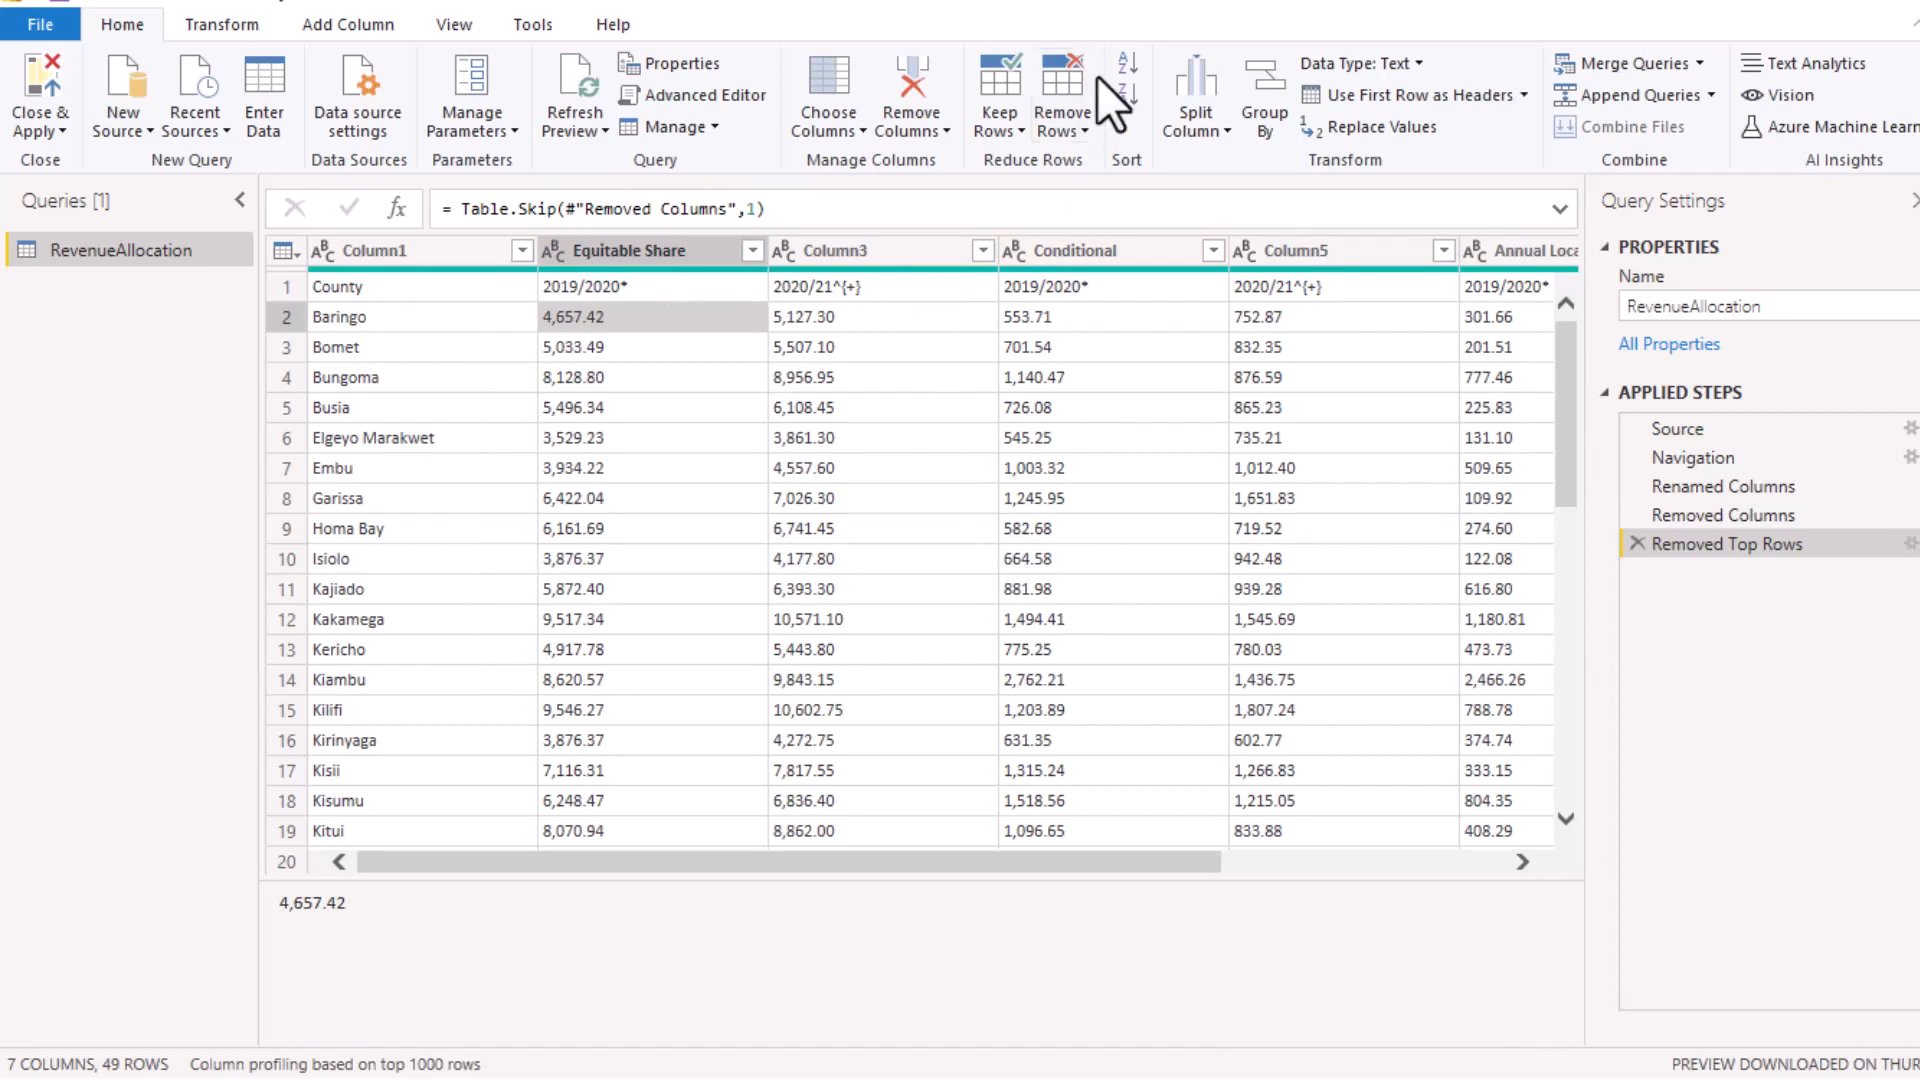 File Home Transform Add Column View Tools Help
Close & Apply
New Source
Recent Sources
Enter Data
Data source settings
Manage Parameters
Refresh Preview
Properties
Advanced Editor
Manage
Choose Columns
Remove Columns
Keep Rows
Remove Rows
Split Column
Group By
Data Type: Text
Use First Row as Headers
Replace Values
Merge Queries
Append Queries
Combine Files
Text Analytics
Vision
Azure Machine Learn
Close New Query Data Sources Parameters Query Manage Columns Reduce Rows Sort Transform Combine AI Insights
Queries [1]
RevenueAllocation
fx = Table.Skip(#"Removed Columns",1)
Column1 Equitable Share Column3 Conditional Column5 Annual Loca
1 County 2019/2020* 2020/21^{+} 2019/2020* 2020/21^{+} 2019/2020*
2 Baringo 4,657.42 5,127.30 553.71 752.87 301.66
3 Bomet 5,033.49 5,507.10 701.54 832.35 201.51
4 Bungoma 8,128.80 8,956.95 1,140.47 876.59 777.46
5 Busia 5,496.34 6,108.45 726.08 865.23 225.83
6 Elgeyo Marakwet 3,529.23 3,861.30 545.25 735.21 131.10
7 Embu 3,934.22 4,557.60 1,003.32 1,012.40 509.65
8 Garissa 6,422.04 7,026.30 1,245.95 1,651.83 109.92
9 Homa Bay 6,161.69 6,741.45 582.68 719.52 274.60
10 Isiolo 3,876.37 4,177.80 664.58 942.48 122.08
11 Kajiado 5,872.40 6,393.30 881.98 939.28 616.80
12 Kakamega 9,517.34 10,571.10 1,494.41 1,545.69 1,180.81
13 Kericho 4,917.78 5,443.80 775.25 780.03 473.73
14 Kiambu 8,620.57 9,843.15 2,762.21 1,436.75 2,466.26
15 Kilifi 9,546.27 10,602.75 1,203.89 1,807.24 788.78
16 Kirinyaga 3,876.37 4,272.75 631.35 602.77 374.74
17 Kisii 7,116.31 7,817.55 1,315.24 1,266.83 333.15
18 Kisumu 6,248.47 6,836.40 1,518.56 1,215.05 804.35
19 Kitui 8,070.94 8,862.00 1,096.65 833.88 408.29
20
4,657.42
Query Settings
PROPERTIES
Name
RevenueAllocation
All Properties
APPLIED STEPS
Source
Navigation
Renamed Columns
Removed Columns
Removed Top Rows
7 COLUMNS, 49 ROWS Column profiling based on top 1000 rows
PREVIEW DOWNLOADED ON THUR